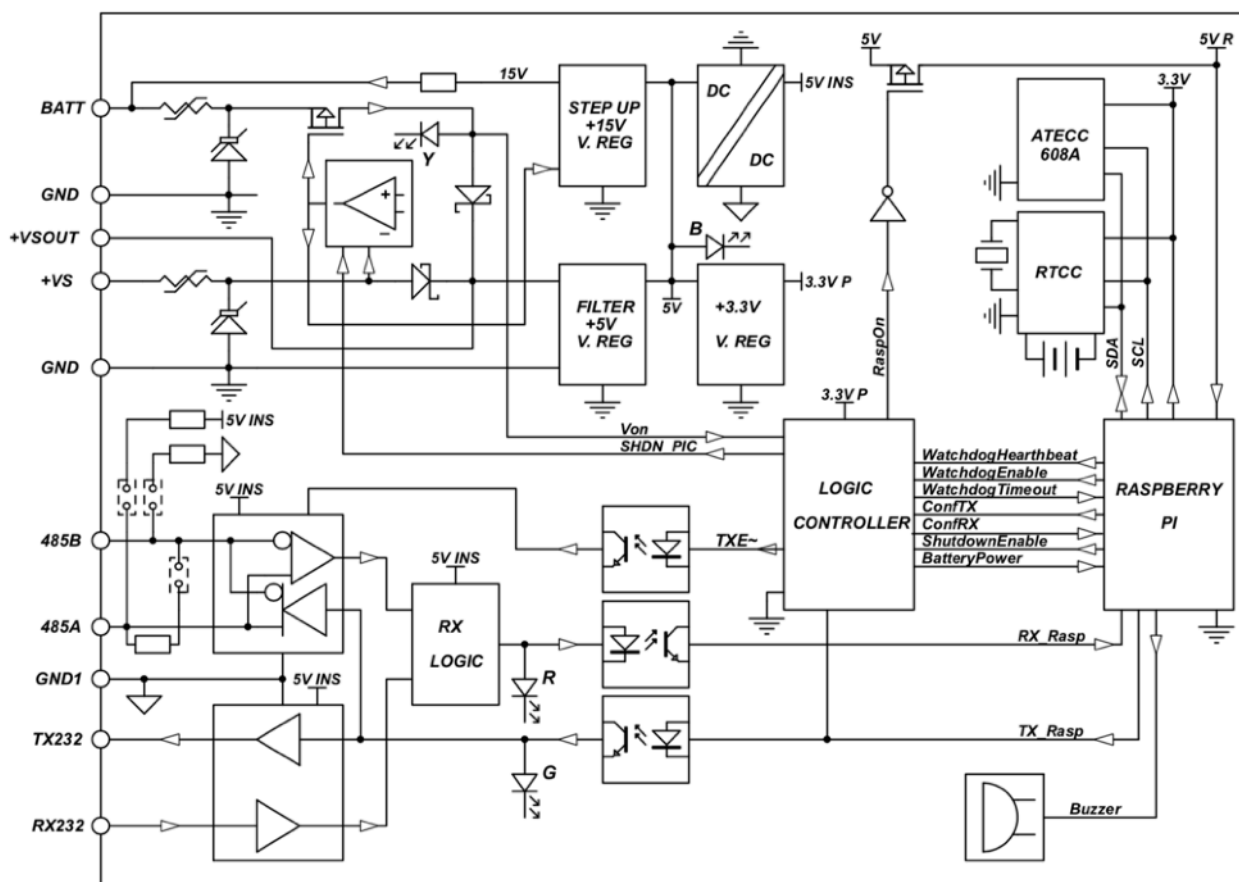 5V
5V R
15V
5V INS
3.3V
BATT
STEP UP
+15V
V. REG
DC
DC
ATECC
608A
Y
+
−
GND
+VSOUT
B
RTCC
+VS
FILTER
+5V
V. REG
5V
+3.3V
V. REG
3.3V P
RaspOn
SDA
SCL
GND
3.3V P
5V INS
Von
SHDN_PIC
LOGIC
CONTROLLER
WatchdogHearthbeat
WatchdogEnable
WatchdogTimeout
ConfTX
ConfRX
ShutdownEnable
BatteryPower
RASPBERRY
PI
5V INS
485B
TXE~
5V INS
485A
RX
LOGIC
RX_Rasp
GND1
5V INS
R
TX232
TX_Rasp
G
RX232
Buzzer